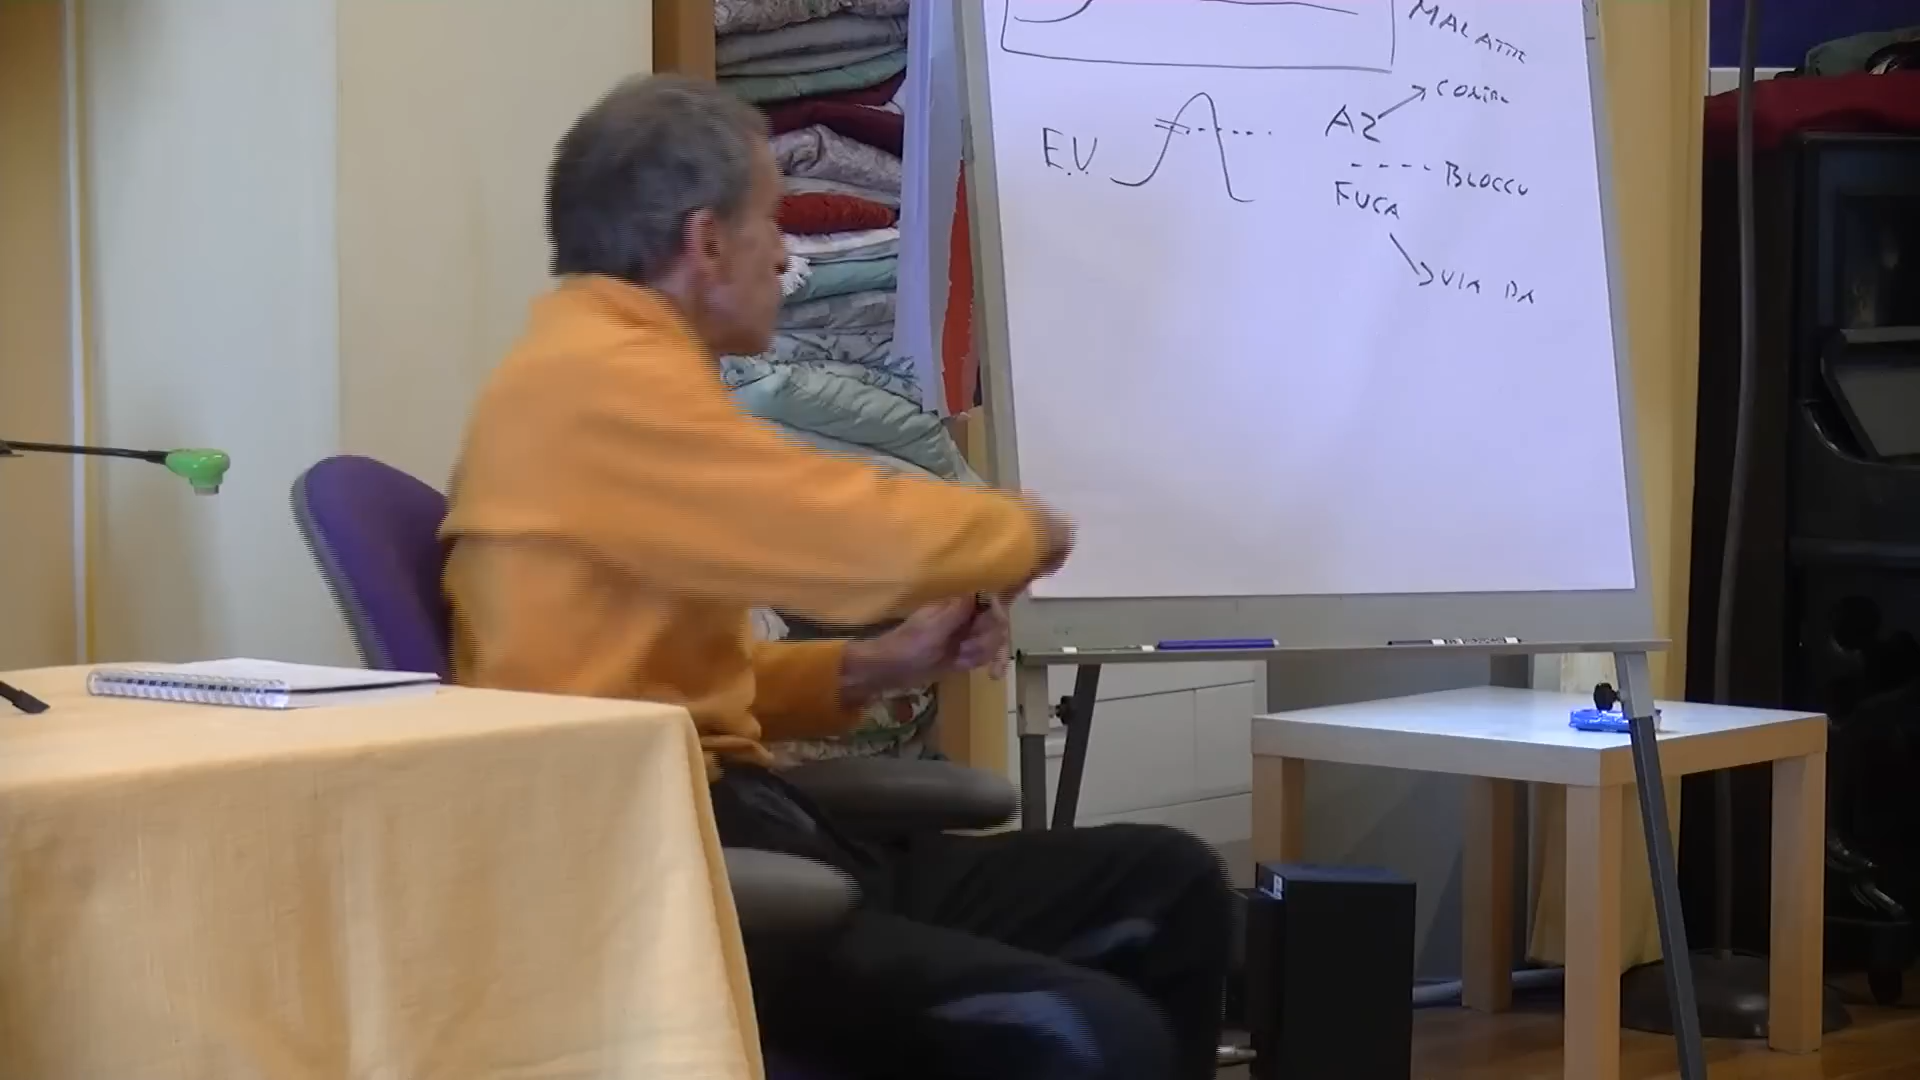 MALATTIE
CONTRO
E.V.
AZ
BLOCCO
FUGA
VIA DA